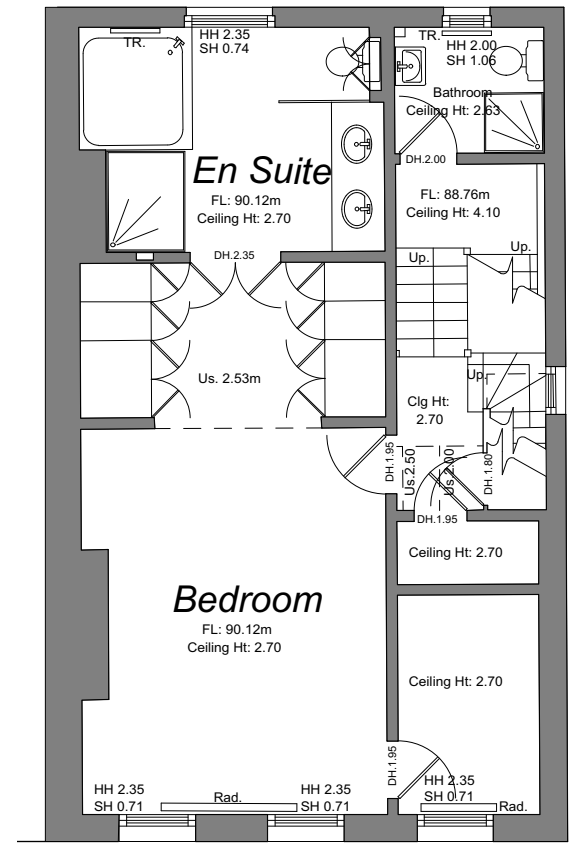 TR.
HH 2.35
SH 0.74
TR.
HH 2.00
SH 1.06
Bathroom
Ceiling Ht: 2.63
DH.2.00
En Suite
FL: 90.12m
Ceiling Ht: 2.70
FL: 88.76m
Ceiling Ht: 4.10
DH.2.35
Up.
Up.
Us. 2.53m
Up.
Clg Ht:
2.70
DH.1.95
Us.2.50
Us.2.00
DH.1.80
DH.1.95
Ceiling Ht: 2.70
Bedroom
FL: 90.12m
Ceiling Ht: 2.70
Ceiling Ht: 2.70
DH.1.95
HH 2.35
SH 0.71
Rad.
HH 2.35
SH 0.71
HH 2.35
SH 0.71
Rad.